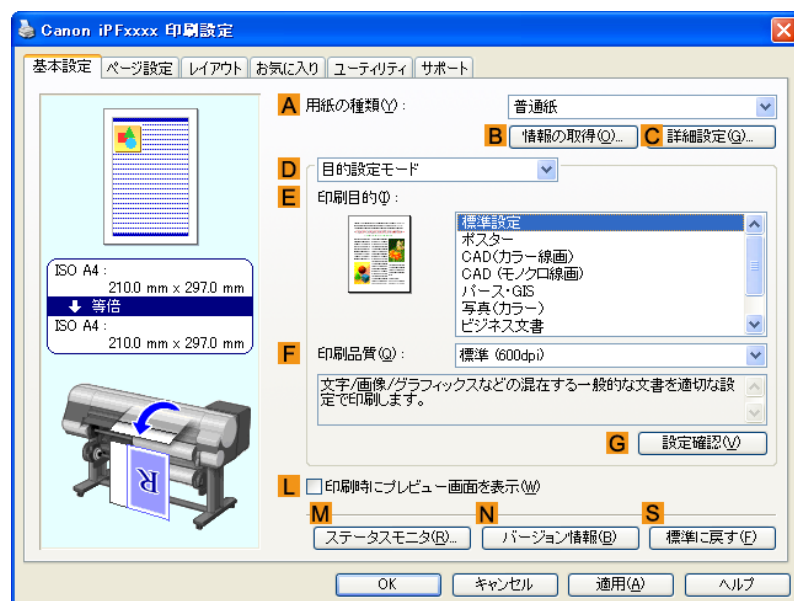 Canon iPFxxxx 印刷設定
基本設定 ページ設定 レイアウト お気に入り ユーティリティ サポート
A 用紙の種類(Y): 普通紙
B 情報の取得(O)... C 詳細設定(G)...
D 目的設定モード
E 印刷目的(I):
標準設定
ポスター
CAD(カラー線画)
CAD (モノクロ線画)
パース・GIS
写真(カラー)
ビジネス文書
ISO A4 :
210.0 mm x 297.0 mm
等倍
ISO A4 :
210.0 mm x 297.0 mm
F 印刷品質(Q): 標準 (600dpi)
文字/画像/グラフィックスなどの混在する一般的な文書を適切な設
定で印刷します。
G 設定確認(V)
R
L 印刷時にプレビュー画面を表示(W)
M N S
ステータスモニタ(R)... バージョン情報(B) 標準に戻す(F)
OK キャンセル 適用(A) ヘルプ